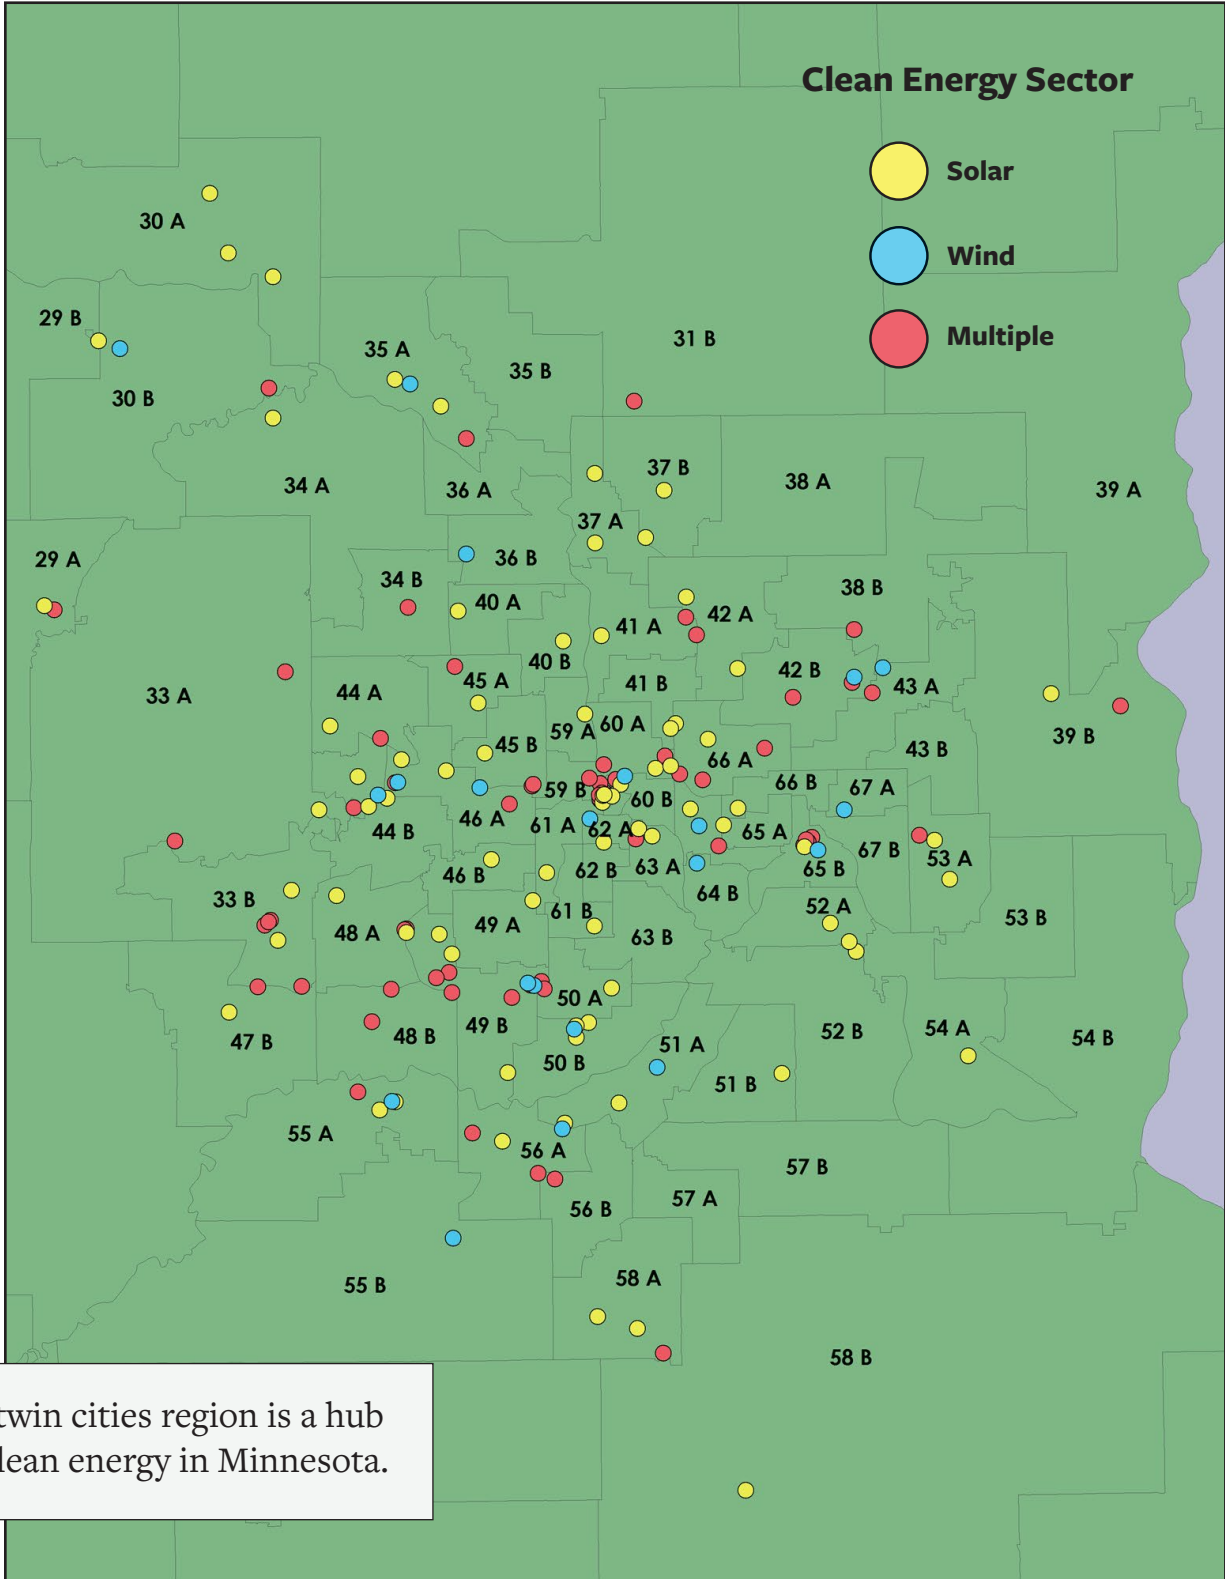 Clean Energy Sector
Solar
Wind
Multiple
30 A
29 B
30 B
35 A
35 B
31 B
34 A
36 A
37 B
38 A
39 A
37 A
29 A
34 B
36 B
40 A
38 B
41 A
42 A
40 B
33 A
44 A
45 A
41 B
42 B
43 A
59 A
60 A
39 B
45 B
43 B
66 A
66 B
67 A
59 B
60 B
46 A
61 A
62 A
65 A
44 B
67 B
53 A
46 B
62 B
63 A
65 B
64 B
33 B
61 B
52 A
53 B
48 A
49 A
63 B
50 A
47 B
48 B
49 B
51 A
52 B
54 A
54 B
50 B
51 B
55 A
56 A
57 B
56 B
57 A
55 B
58 A
58 B
twin cities region is a hub
lean energy in Minnesota.